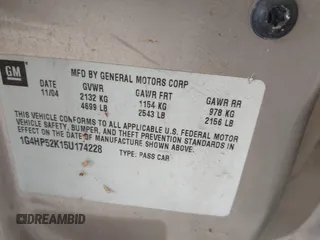 GM
MFD BY GENERAL MOTORS CORP
DATE GVWR GAWR FRT GAWR RR
11/04 2132 KG 1154 KG 978 KG
4699 LB 2543 LB 2156 LB
THIS VEHICLE CONFORMS TO ALL APPLICABLE U.S. FEDERAL MOTOR
VEHICLE SAFETY, BUMPER, AND THEFT PREVENTION STANDARDS IN
EFFECT ON THE DATE OF MANUFACTURE SHOWN ABOVE.
1G4HP52K15U174228 TYPE: PASS CAR
DREAMBID